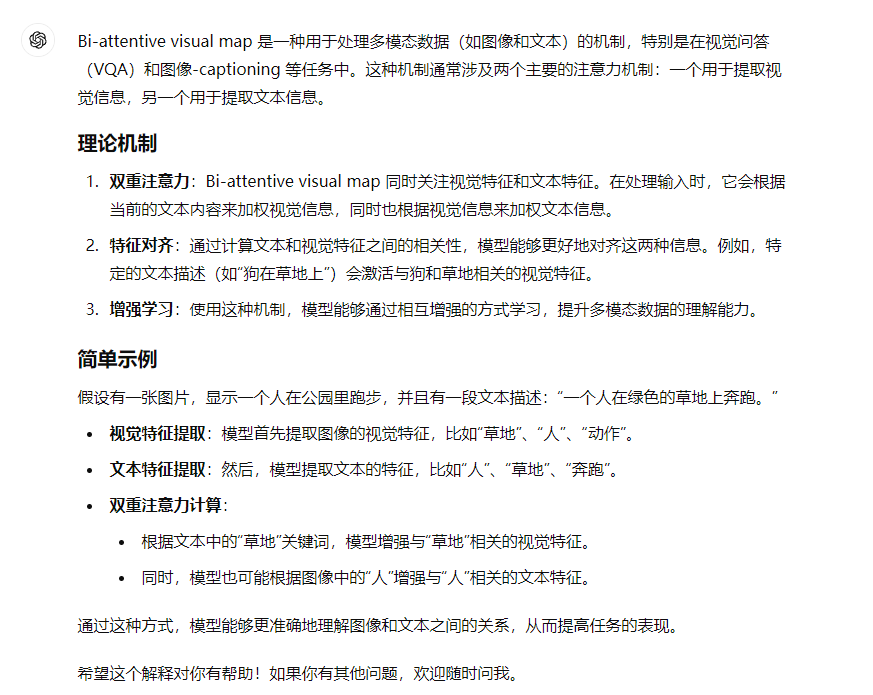 Bi-attentive visual map 是一种用于处理多模态数据（如图像和文本）的机制，特别是在视觉问答
（VQA）和图像-captioning 等任务中。这种机制通常涉及两个主要的注意力机制：一个用于提取视
觉信息，另一个用于提取文本信息。
理论机制
1. 双重注意力：Bi-attentive visual map 同时关注视觉特征和文本特征。在处理输入时，它会根据
当前的文本内容来加权视觉信息，同时也根据视觉信息来加权文本信息。
2. 特征对齐：通过计算文本和视觉特征之间的相关性，模型能够更好地对齐这两种信息。例如，特
定的文本描述（如“狗在草地上”）会激活与狗和草地相关的视觉特征。
3. 增强学习：使用这种机制，模型能够通过相互增强的方式学习，提升多模态数据的理解能力。
简单示例
假设有一张图片，显示一个人在公园里跑步，并且有一段文本描述：“一个人在绿色的草地上奔跑。”
• 视觉特征提取：模型首先提取图像的视觉特征，比如“草地”、“人”、“动作”。
• 文本特征提取：然后，模型提取文本的特征，比如“人”、“草地”、“奔跑”。
• 双重注意力计算：
• 根据文本中的“草地”关键词，模型增强与“草地”相关的视觉特征。
• 同时，模型也可能根据图像中的“人”增强与“人”相关的文本特征。
通过这种方式，模型能够更准确地理解图像和文本之间的关系，从而提高任务的表现。
希望这个解释对你有帮助！如果你有其他问题，欢迎随时问我。